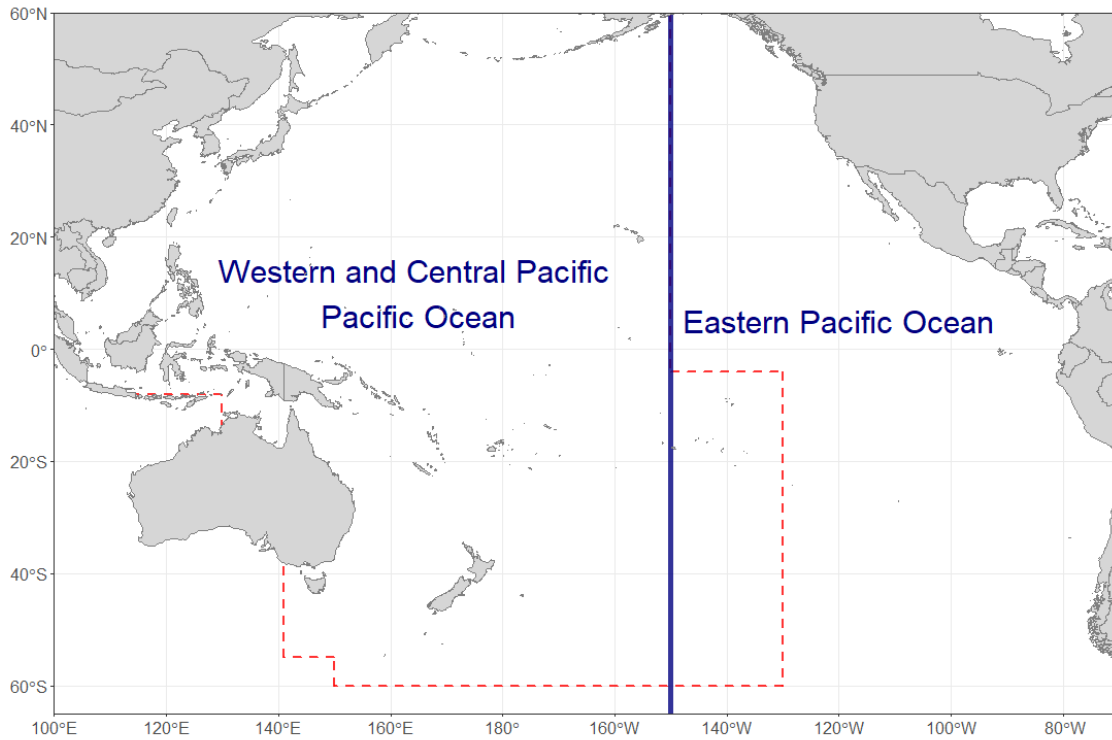 60°N
40°N
20°N
0°
20°S
40°S
60°S
Western and Central Pacific
Pacific Ocean
Eastern Pacific Ocean
100°E
120°E
140°E
160°E
180°
160°W
140°W
120°W
100°W
80°W